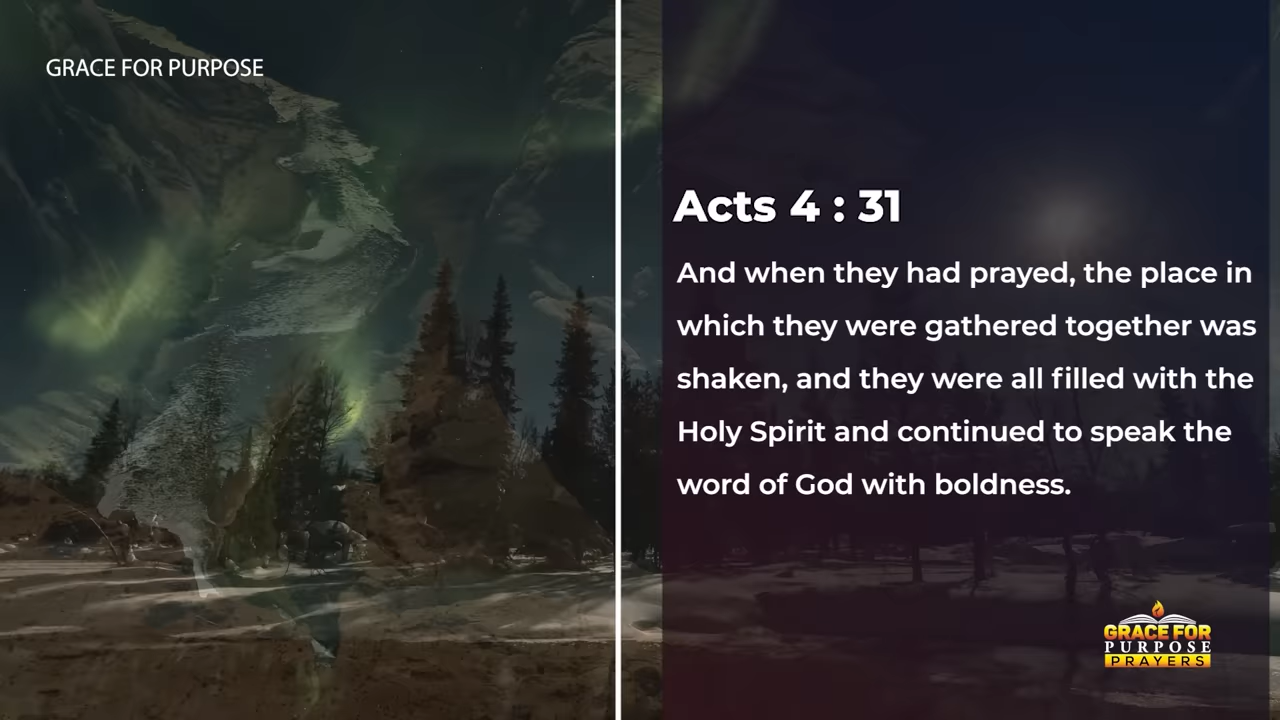 GRACE FOR PURPOSE
Acts 4 : 31
And when they had prayed, the place in
which they were gathered together was
shaken, and they were all filled with the
Holy Spirit and continued to speak the
word of God with boldness.
GRACE FOR
PURPOSE
PRAYERS